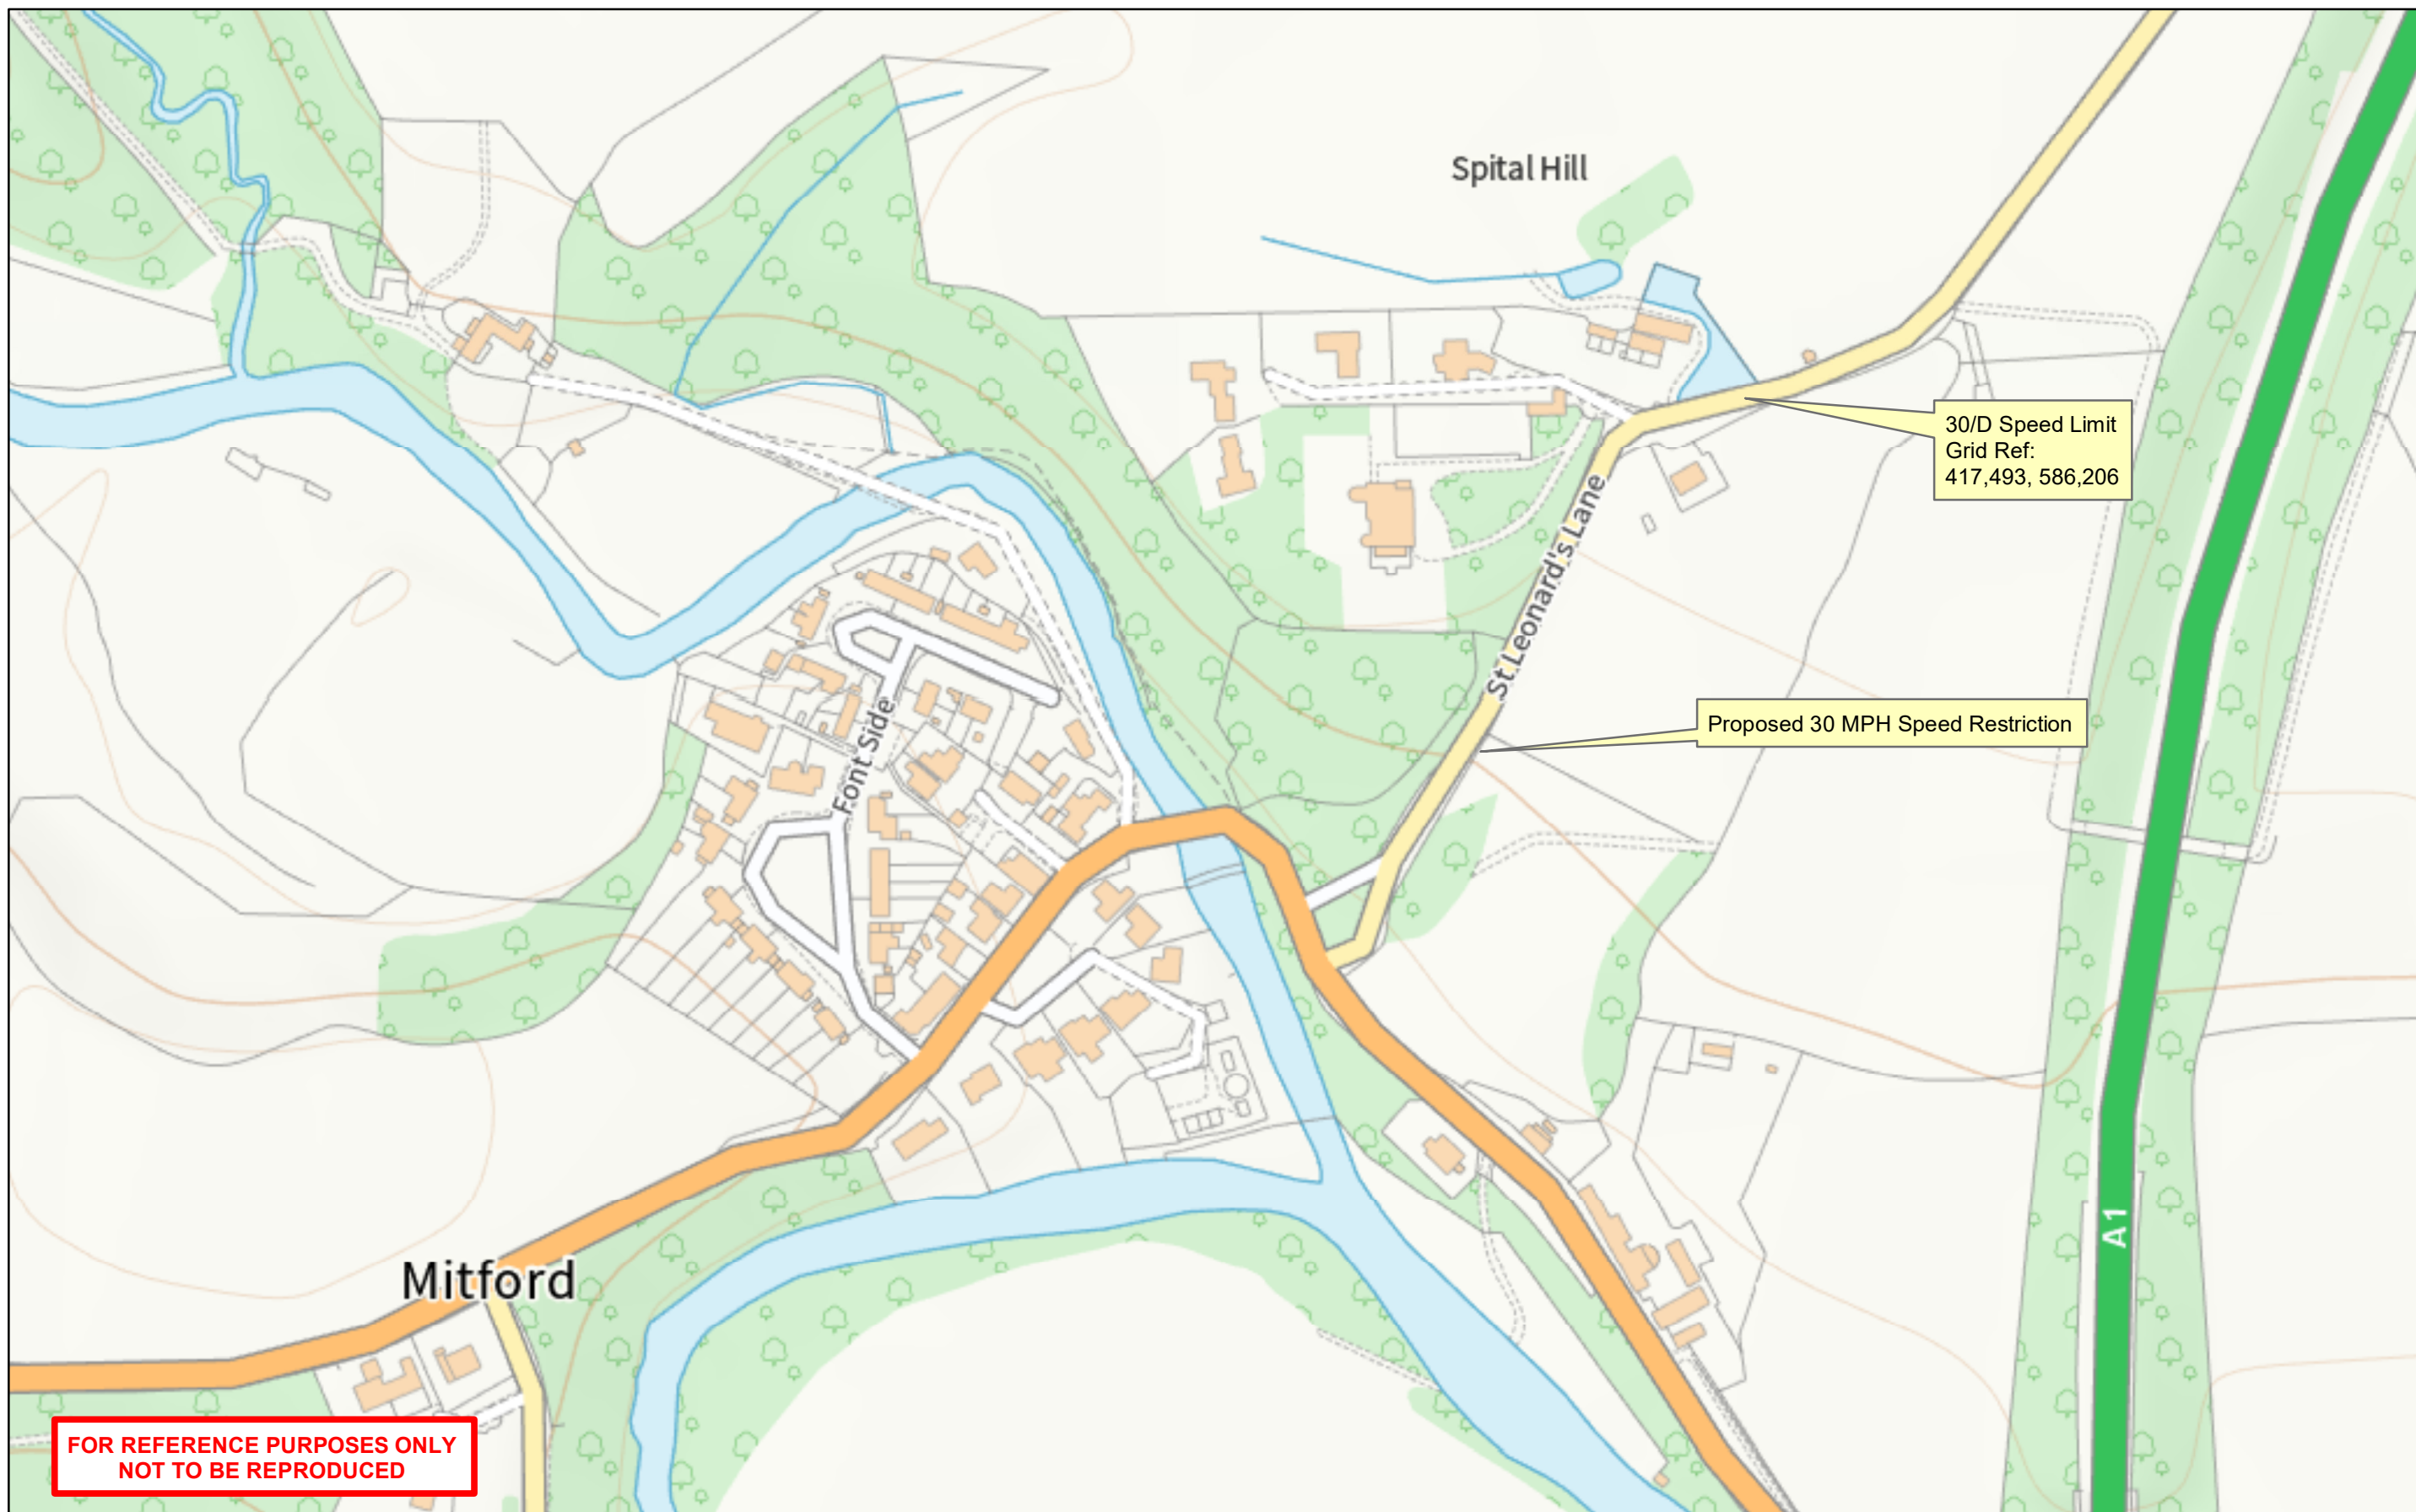 Spital Hill
30/D Speed Limit
Grid Ref:
417,493, 586,206
St Leonard's Lane
Proposed 30 MPH Speed Restriction
Font Side
A1
Mitford
FOR REFERENCE PURPOSES ONLY
NOT TO BE REPRODUCED